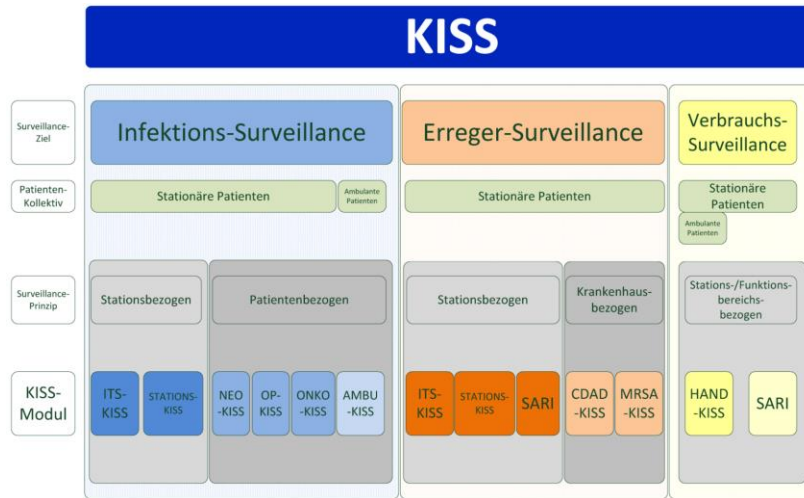 KISS
Surveillance-
Ziel
Infektions-Surveillance
Erreger-Surveillance
Verbrauchs-
Surveillance
Patienten-
Kollektiv
Stationäre Patienten
Ambulante
Patienten
Stationäre Patienten
Stationäre
Patienten
Ambulante
Patienten
Surveillance-
Prinzip
Stationsbezogen
Patientenbezogen
Stationsbezogen
Krankenhaus-
bezogen
Stations-/Funktions
bereichs-
bezogen
KISS-
Modul
ITS-
KISS
STATIONS-
KISS
NEO
-KISS
OP-
KISS
ONKO
-KISS
AMBU
-KISS
ITS-
KISS
STATIONS-
KISS
SARI
CDAD
-KISS
MRSA
-KISS
HAND
-KISS
SARI